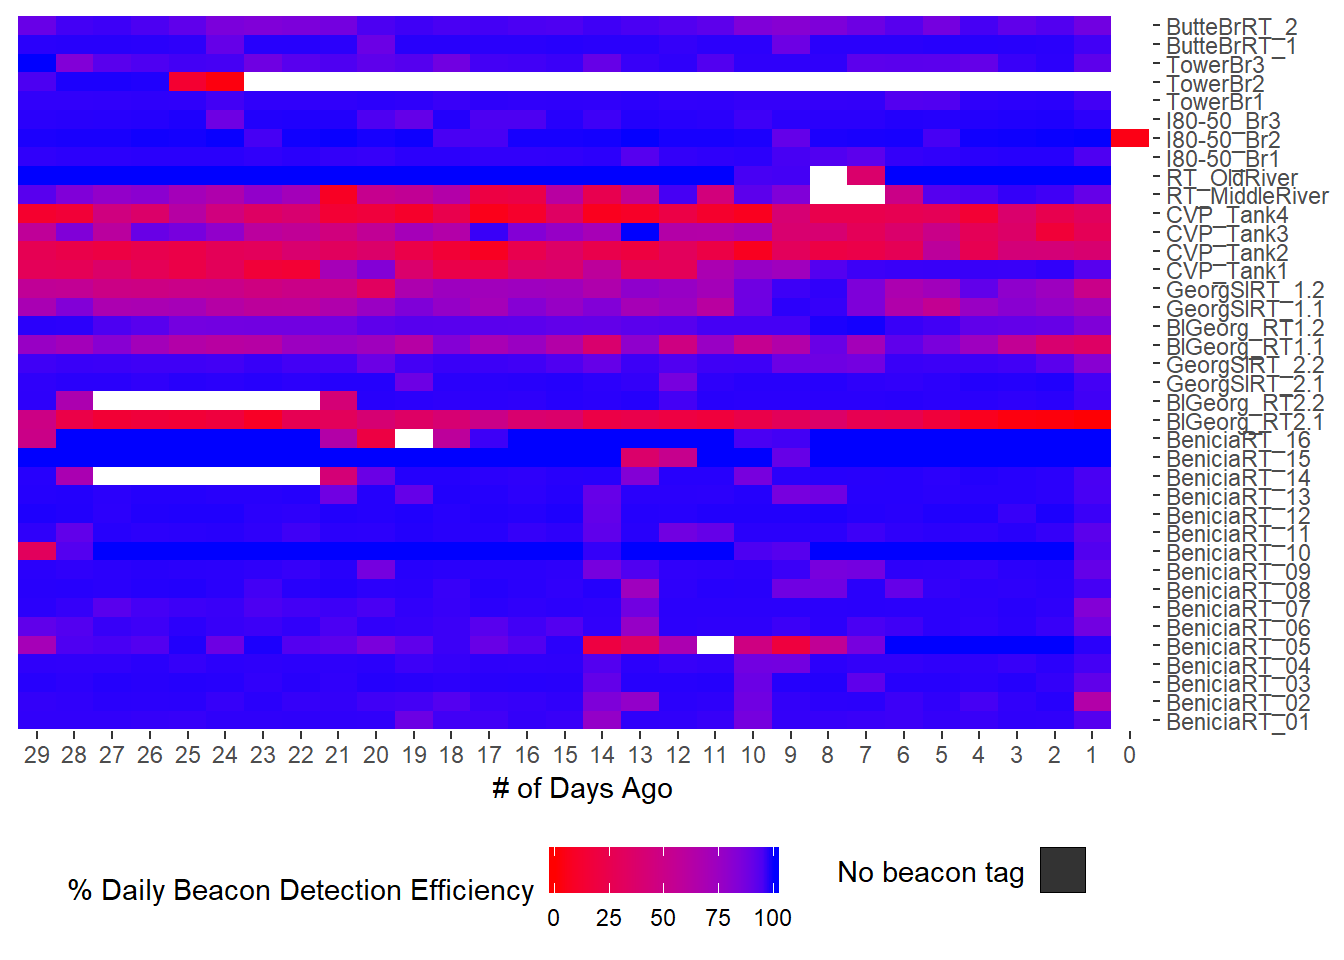 ButteBrRT_2
ButteBrRT_1
TowerBr3
TowerBr2
TowerBr1
I80-50_Br3
I80-50_Br2
I80-50_Br1
RT_OldRiver
RT_MiddleRiver
CVP_Tank4
CVP_Tank3
CVP_Tank2
CVP_Tank1
GeorgSlRT_1.2
GeorgSlRT_1.1
BlGeorg_RT1.2
BlGeorg_RT1.1
GeorgSlRT_2.2
GeorgSlRT_2.1
BlGeorg_RT2.2
BlGeorg_RT2.1
BeniciaRT_16
BeniciaRT_15
BeniciaRT_14
BeniciaRT_13
BeniciaRT_12
BeniciaRT_11
BeniciaRT_10
BeniciaRT_09
BeniciaRT_08
BeniciaRT_07
BeniciaRT_06
BeniciaRT_05
BeniciaRT_04
BeniciaRT_03
BeniciaRT_02
BeniciaRT_01
29 28 27 26 25 24 23 22 21 20 19 18 17 16 15 14 13 12 11 10 9 8 7 6 5 4 3 2 1 0
# of Days Ago
% Daily Beacon Detection Efficiency
0 25 50 75 100
No beacon tag